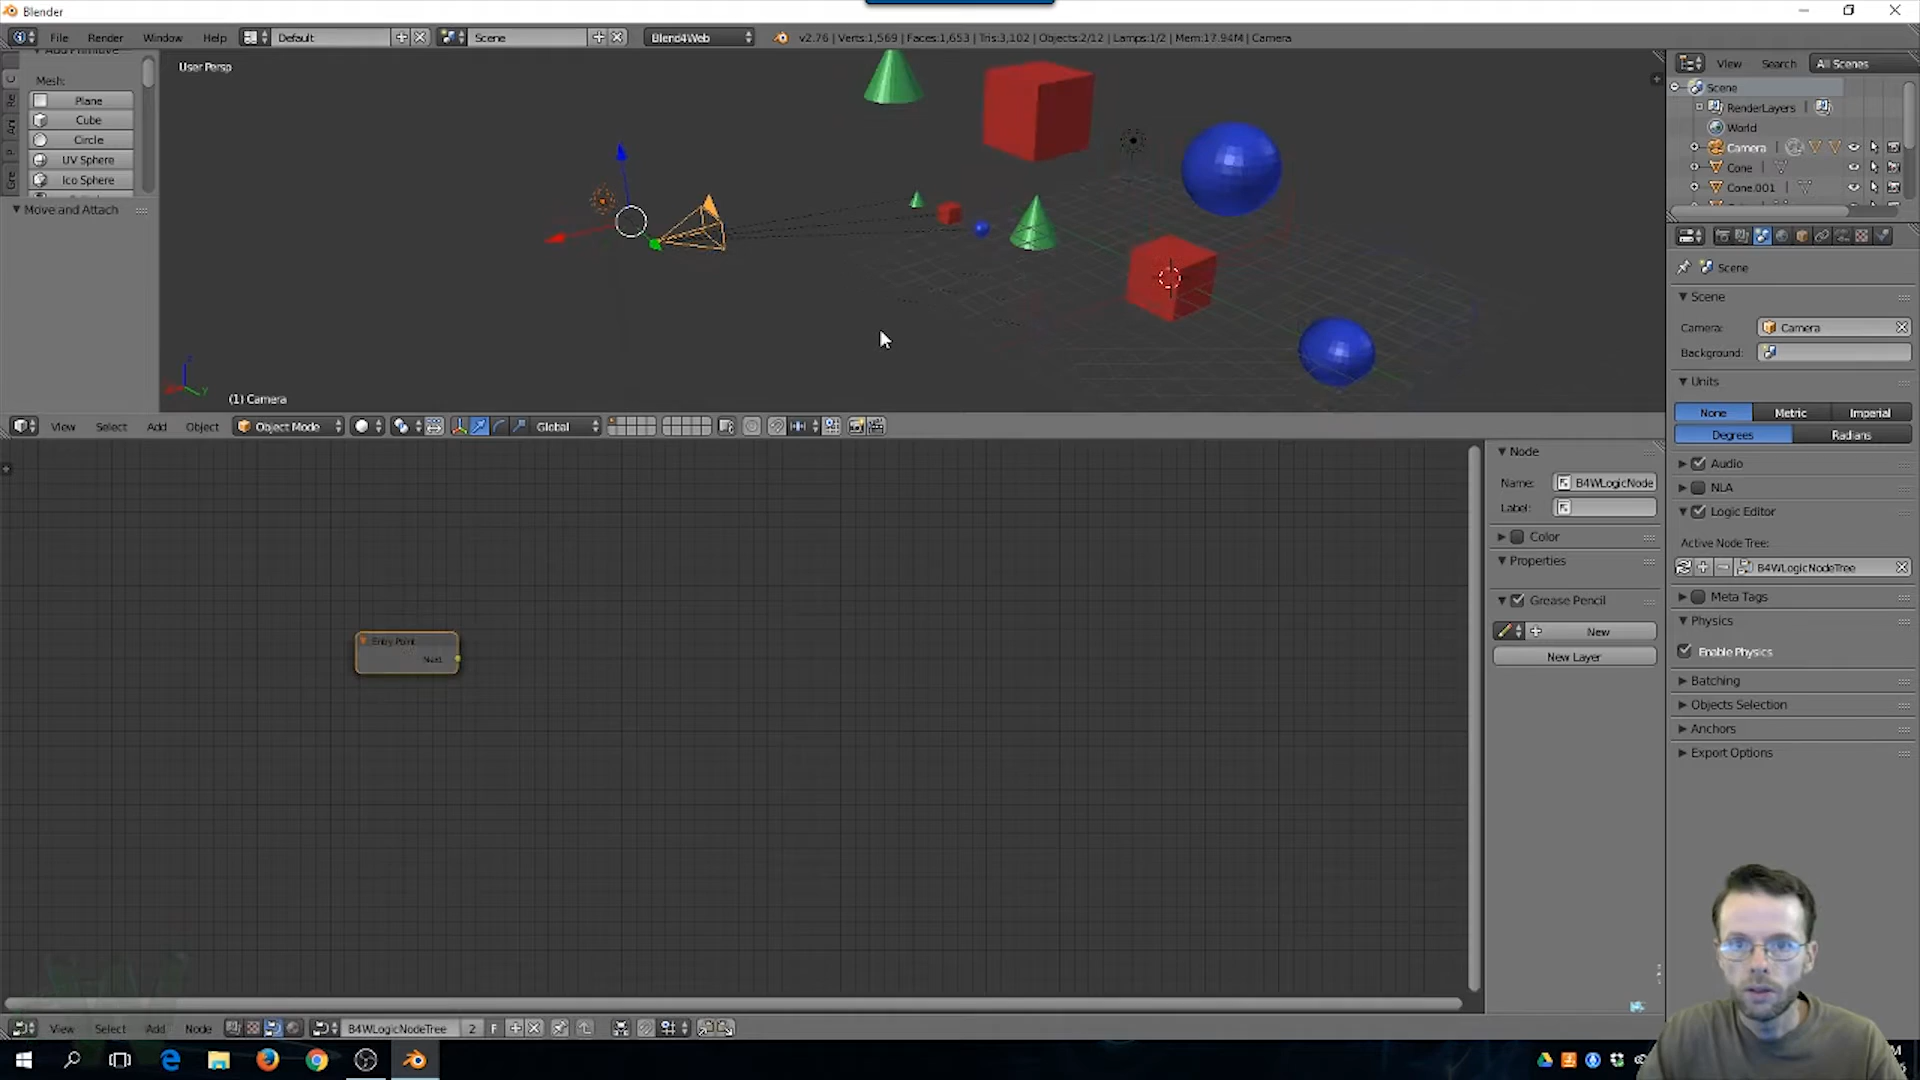 Blender
File Render Window Help Default Scene Blend4Web v2.76 | Verts:1,569 | Faces:1,653 | Tris:3,102 | Objects:2/12 | Lamps:1/2 | Mem:17.94M | Camera
Mesh:
Plane
Cube
Circle
UV Sphere
Ico Sphere
Move and Attach
User Persp
(1) Camera
View Select Add Object Object Mode Global
View Search All Scenes
Scene
RenderLayers
World
Camera
Cone
Cone.001
Scene
Scene
Camera: Camera
Background:
Units
None Metric Imperial
Degrees Radians
Audio
NLA
Logic Editor
Active Node Tree:
B4WLogicNodeTree
Meta Tags
Physics
Enable Physics
Batching
Objects Selection
Anchors
Export Options
Node
Name: B4WLogicNode
Label:
Color
Properties
Grease Pencil
New
New Layer
Entry Point
Next
View Select Add Node B4WLogicNodeTree 2 F